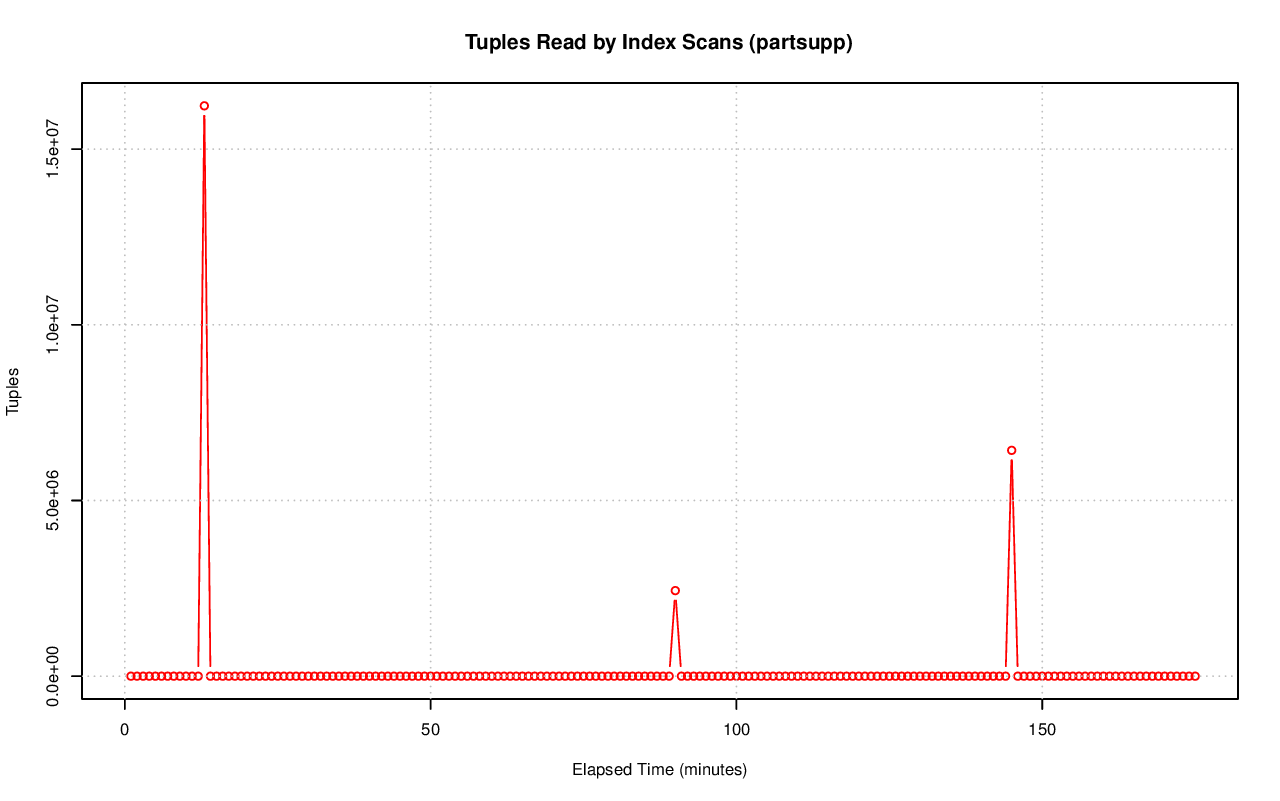 Tuples Read by Index Scans (partsupp)
Tuples
1.5e+07
1.0e+07
5.0e+06
0.0e+00
0 50 100 150
Elapsed Time (minutes)